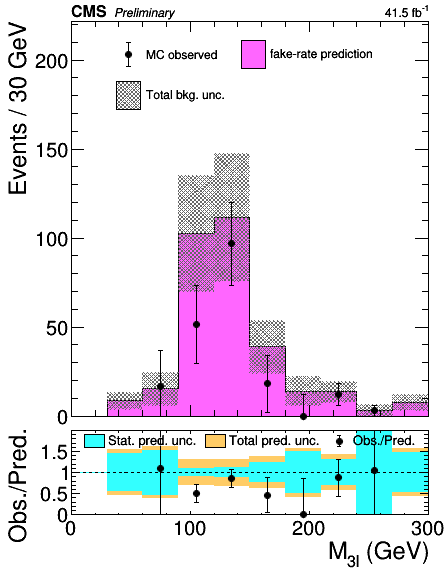 CMS Preliminary 41.5 fb⁻¹
Events / 30 GeV
MC observed
fake-rate prediction
Total bkg. unc.
200
150
100
50
0
Obs./Pred.
Stat. pred. unc. Total pred. unc. Obs./Pred.
1.5
1
0.5
0
0 100 200 300
M₃ₗ (GeV)